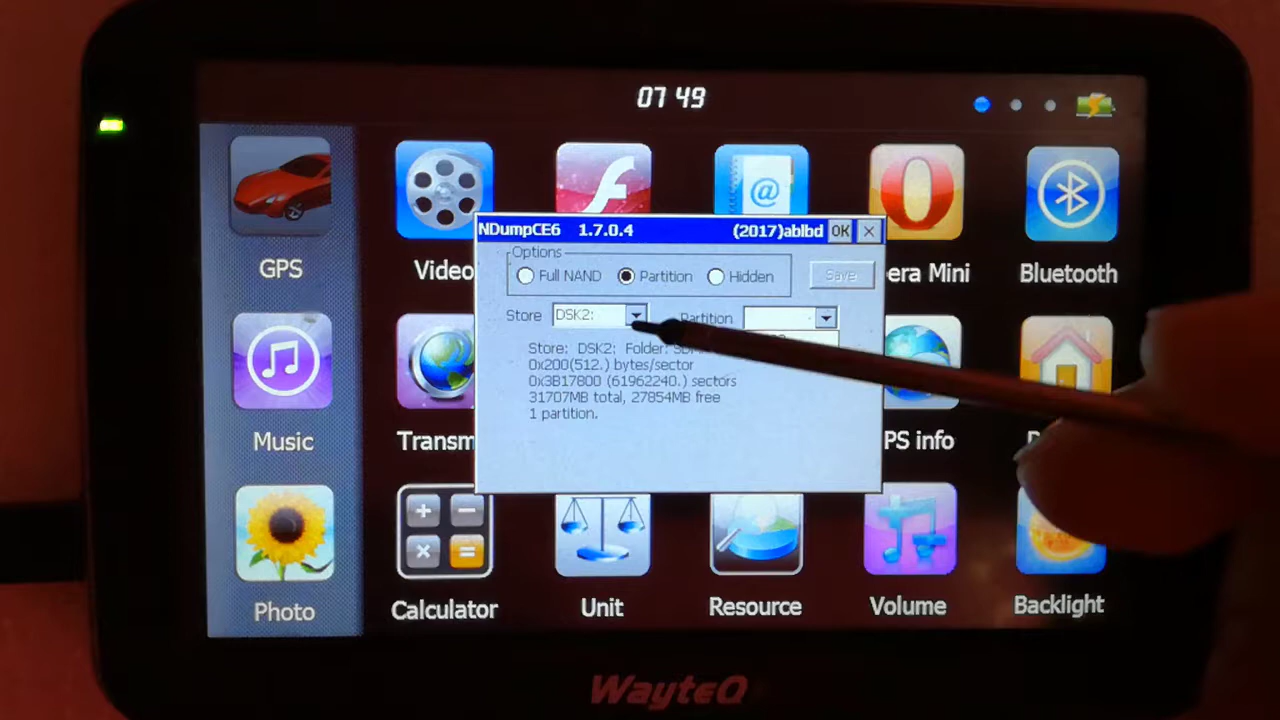 07 49
GPS
Video
era Mini
Bluetooth
NDumpCE6 1.7.0.4 (2017)ablbd OK
Options
Full NAND Partition Hidden Save
Store DSK2: Partition
Store: DSK2: Folder:
0x200(512.) bytes/sector
0x3B17800 (61962240.) sectors
31707MB total, 27854MB free
1 partition.
Music
Transm
PS info
Photo
Calculator
Unit
Resource
Volume
Backlight
WayteQ